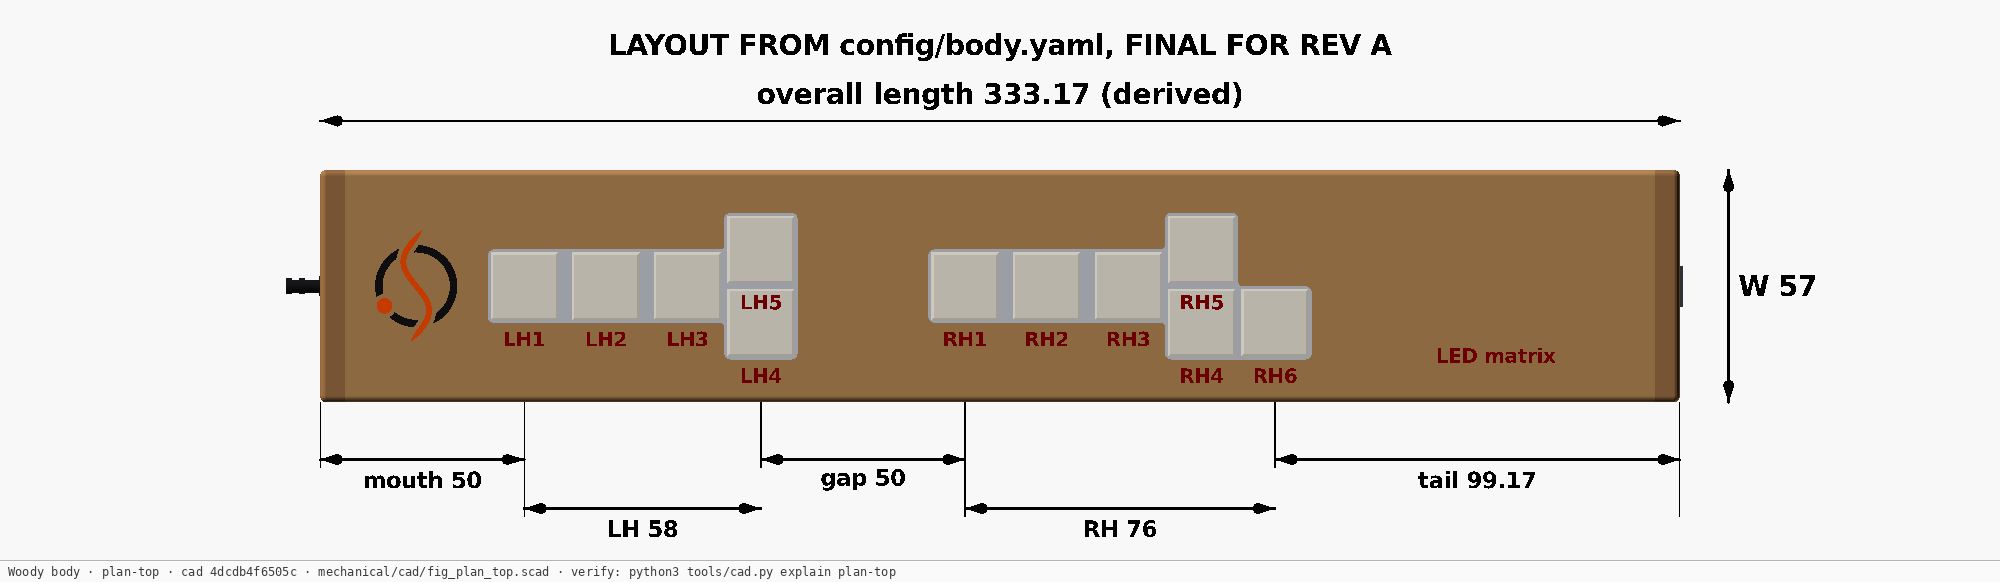 LAYOUT FROM config/body.yaml, FINAL FOR REV A
overall length 333.17 (derived)
W 57
LH5
RH5
LH1
LH2
LH3
RH1
RH2
RH3
LED matrix
LH4
RH4
RH6
mouth 50
gap 50
tail 99.17
LH 58
RH 76
Woody body · plan-top · cad 4dcdb4f6505c · mechanical/cad/fig_plan_top.scad · verify: python3 tools/cad.py explain plan-top